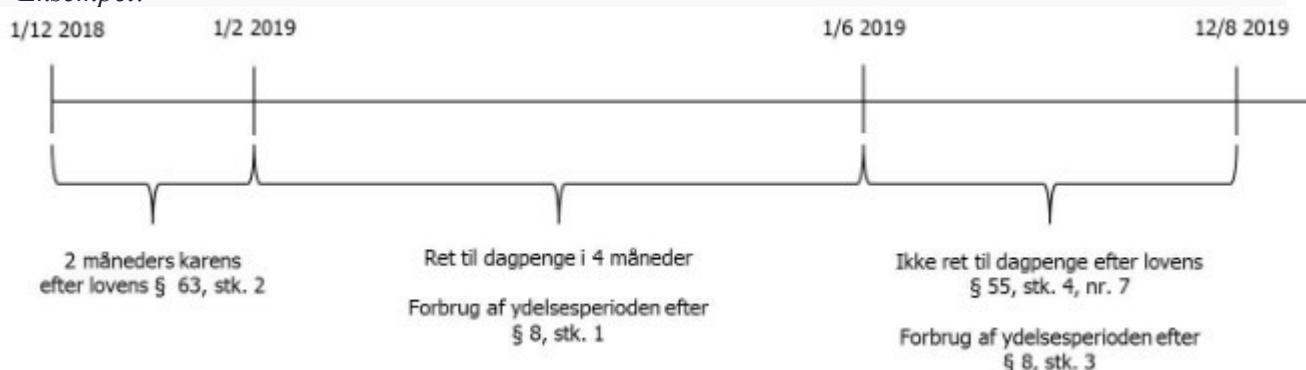 1/12 2018
1/2 2019
1/6 2019
12/8 2019
2 måneders karens
efter lovens § 63, stk. 2
Ret til dagpenge i 4 måneder
Forbrug af ydelsesperioden efter
§ 8, stk. 1
Ikke ret til dagpenge efter lovens
§ 55, stk. 4, nr. 7
Forbrug af ydelsesperioden efter
§ 8, stk. 3